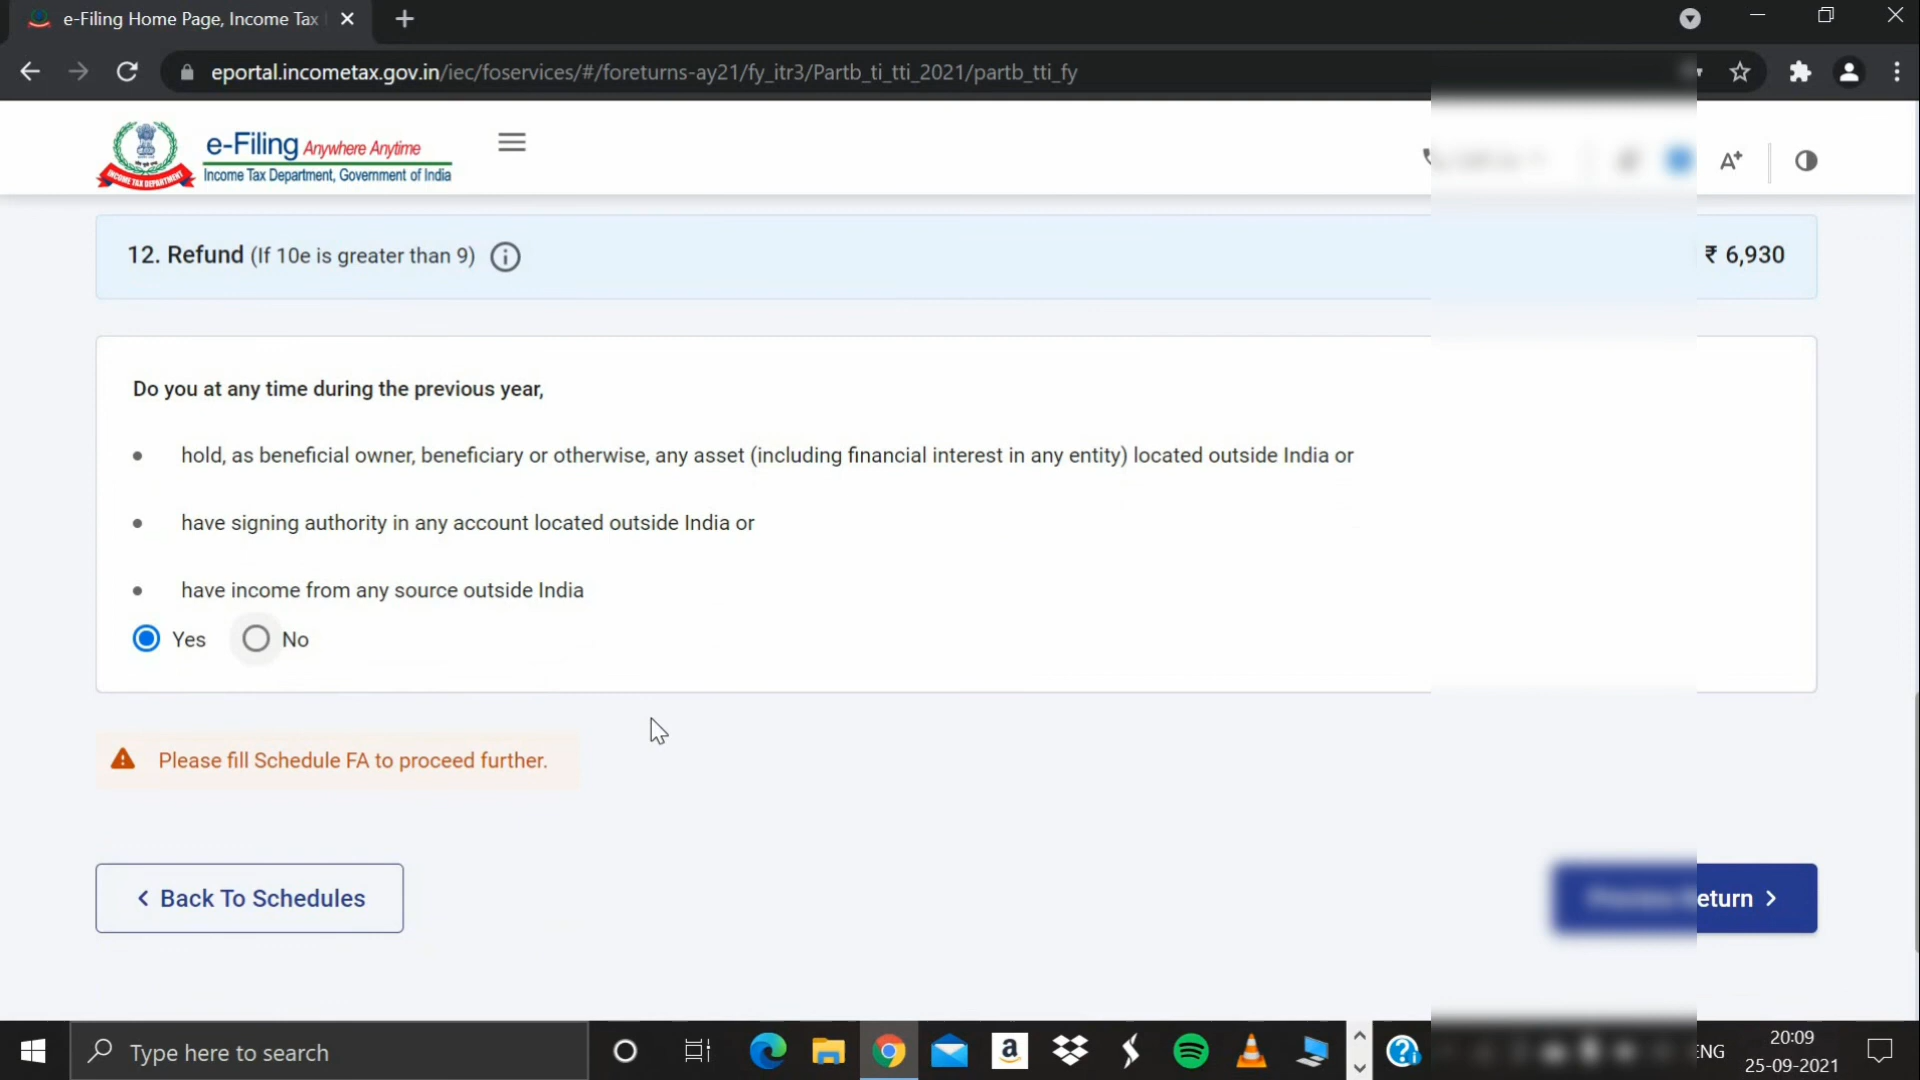 e-Filing Home Page, Income Tax
eportal.incometax.gov.in/iec/foservices/#/foreturns-ay21/fy_itr3/Partb_ti_tti_2021/partb_tti_fy
e-Filing Anywhere Anytime
Income Tax Department, Government of India
INCOME TAX DEPARTMENT
A+
12. Refund (If 10e is greater than 9)
₹ 6,930
Do you at any time during the previous year,
• hold, as beneficial owner, beneficiary or otherwise, any asset (including financial interest in any entity) located outside India or
• have signing authority in any account located outside India or
• have income from any source outside India
Yes No
Please fill Schedule FA to proceed further.
< Back To Schedules
eturn >
Type here to search
NG
20:09
25-09-2021